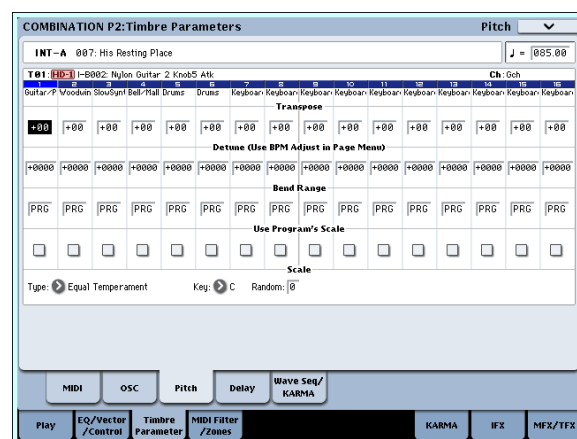 COMBINATION P2:Timbre Parameters Pitch
INT-A 007: His Resting Place ♩ = 085.00
T01: HD-1 I-B002: Nylon Guitar 2 Knob5 Atk Ch: Gch
1 2 3 4 5 6 7 8 9 10 11 12 13 14 15 16
Guitar/P Woodwin SlowSynt Bell/Mall Drums Drums Keyboar Keyboar Keyboar Keyboar Keyboar Keyboar Keyboar Keyboar Keyboar Keyboar
Transpose
+00 +00 +00 +00 +00 +00 +00 +00 +00 +00 +00 +00 +00 +00 +00 +00
Detune (Use BPM Adjust in Page Menu)
+0000 +0000 +0000 +0000 +0000 +0000 +0000 +0000 +0000 +0000 +0000 +0000 +0000 +0000 +0000 +0000
Bend Range
PRG PRG PRG PRG PRG PRG PRG PRG PRG PRG PRG PRG PRG PRG PRG PRG
Use Program's Scale
Scale
Type: Equal Temperament Key: C Random: 0
MIDI OSC Pitch Delay Wave Seq/
KARMA
Play EQ/Vector Timbre MIDI Filter KARMA IFX MFX/TFX
/Control Parameter /Zones